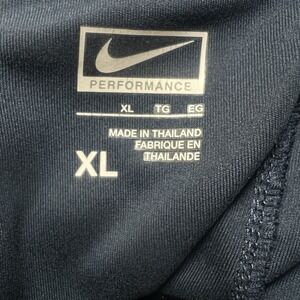 PERFORMANCE
XL TG EG
MADE IN THAILAND
FABRIQUE EN
THAILANDE
XL